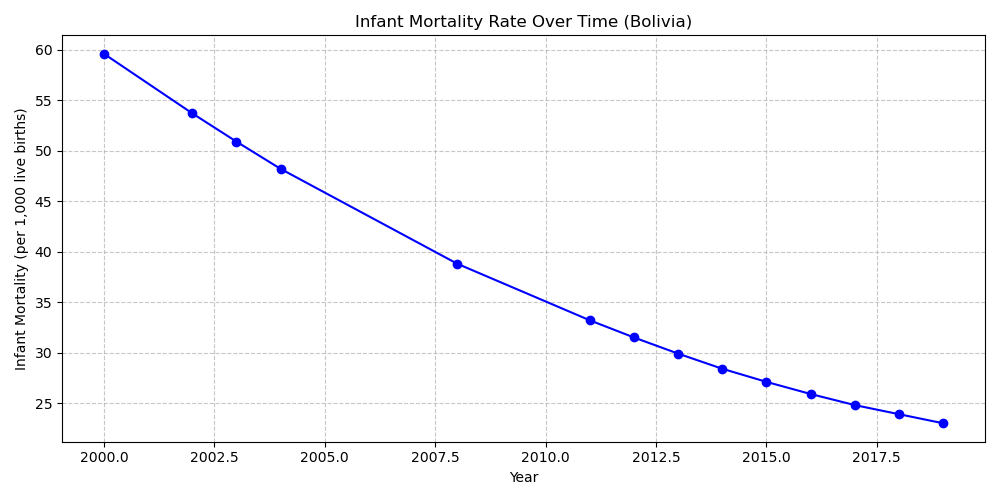 Infant Mortality Rate Over Time (Bolivia)
Infant Mortality (per 1,000 live births)
60
55
50
45
40
35
30
25
2000.0 2002.5 2005.0 2007.5 2010.0 2012.5 2015.0 2017.5
Year